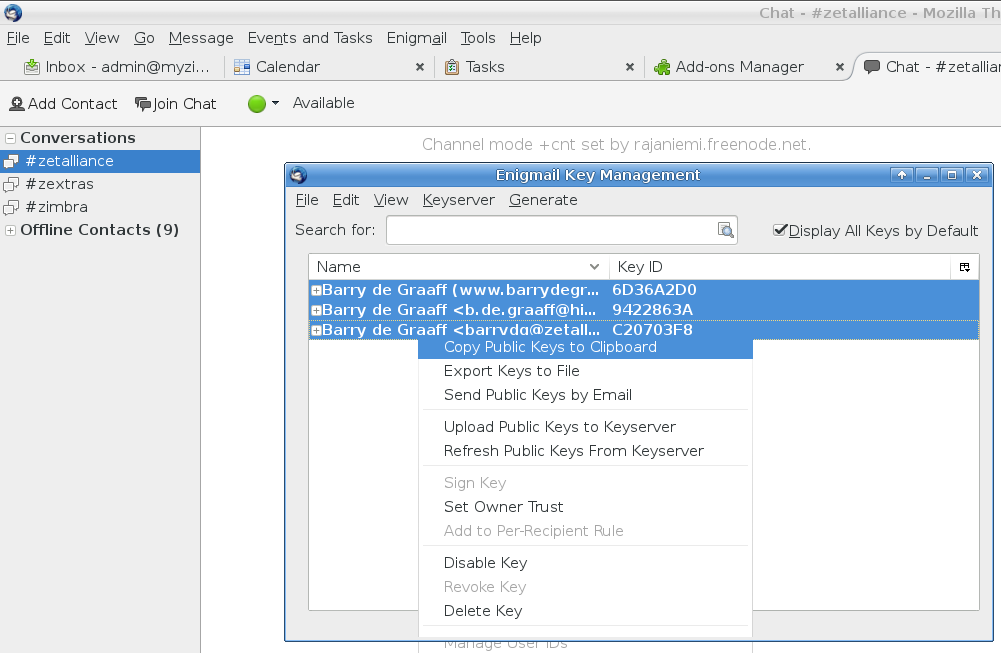 Chat - #zetalliance - Mozilla Th
File Edit View Go Message Events and Tasks Enigmail Tools Help
Inbox - admin@myzi... Calendar Tasks Add-ons Manager Chat - #zetallian
Add Contact Join Chat Available
Conversations
#zetalliance
#zextras
#zimbra
Offline Contacts (9)
Channel mode +cnt set by rajaniemi.freenode.net.
Enigmail Key Management
File Edit View Keyserver Generate
Search for: Display All Keys by Default
Name Key ID
Barry de Graaff (www.barrydegr... 6D36A2D0
Barry de Graaff <b.de.graaff@hi... 9422863A
Barry de Graaff <barrydg@zetall... C20703F8
Copy Public Keys to Clipboard
Export Keys to File
Send Public Keys by Email
Upload Public Keys to Keyserver
Refresh Public Keys From Keyserver
Sign Key
Set Owner Trust
Add to Per-Recipient Rule
Disable Key
Revoke Key
Delete Key
Manage User IDs